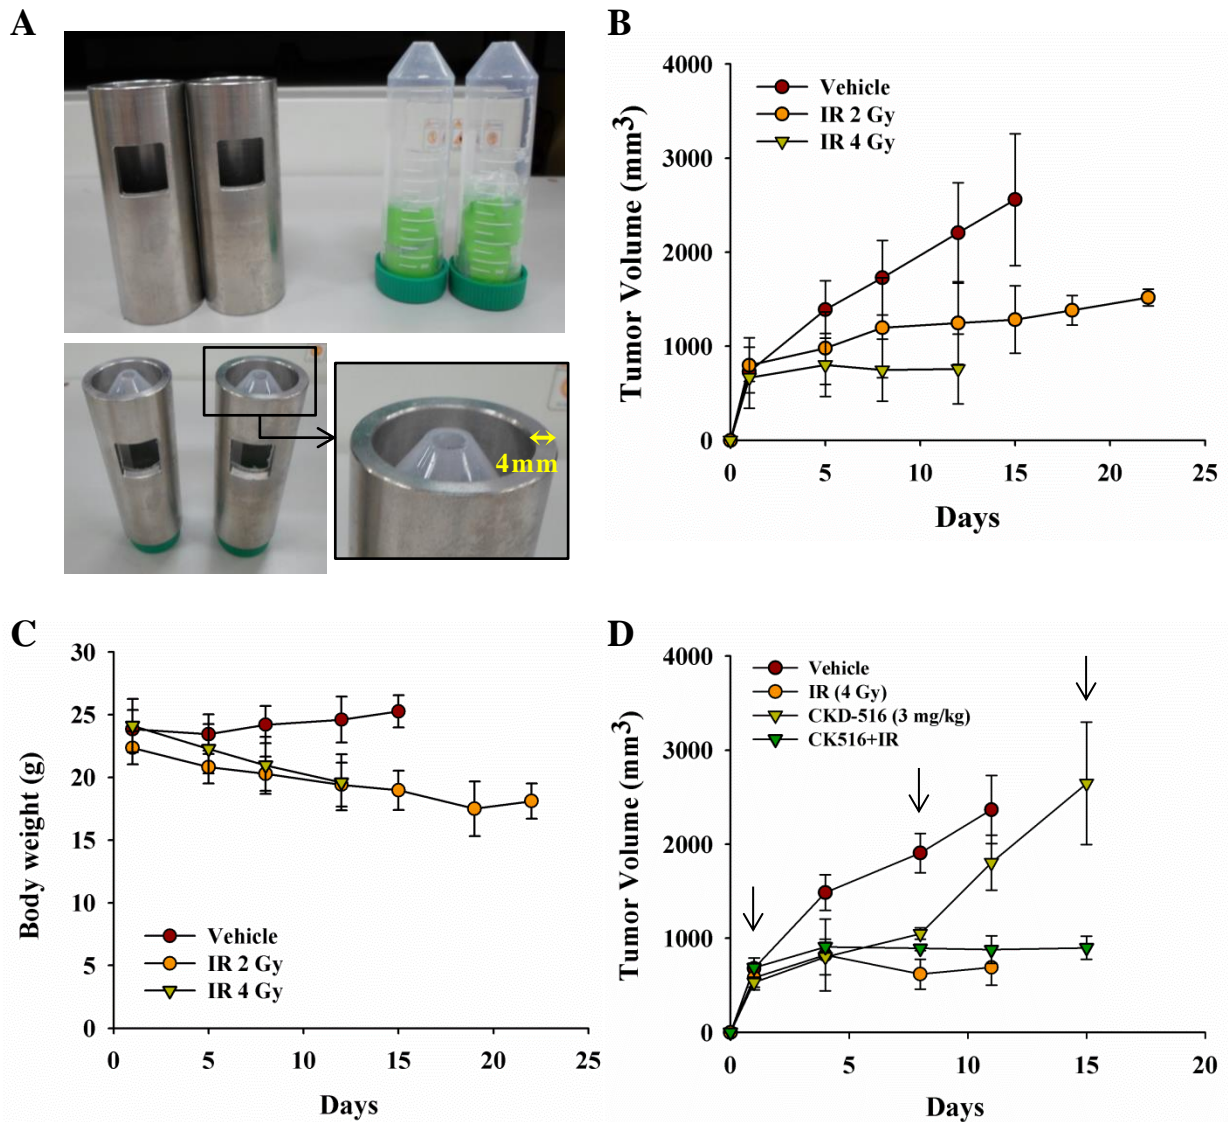 A
4mm
B
Tumor Volume (mm3)
4000
3000
2000
1000
0
Vehicle
IR 2 Gy
IR 4 Gy
0 5 10 15 20 25
Days
C
Body weight (g)
30
25
20
15
10
5
0
Vehicle
IR 2 Gy
IR 4 Gy
0 5 10 15 20 25
Days
D
Tumor Volume (mm3)
4000
3000
2000
1000
0
Vehicle
IR (4 Gy)
CKD-516 (3 mg/kg)
CK516+IR
0 5 10 15 20
Days